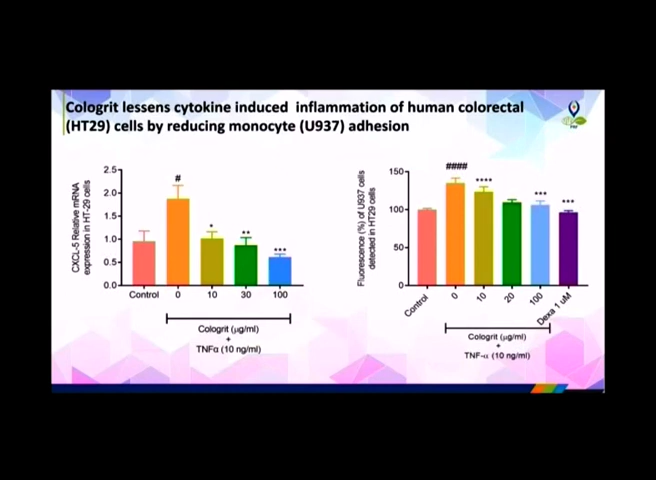 Cologrit lessens cytokine induced inflammation of human colorectal
(HT29) cells by reducing monocyte (U937) adhesion
CXCL-5 Relative mRNA
expression in HT-29 cells
2.5
2.0
1.5
1.0
0.5
0.0
#
*
**
***
Control 0 10 30 100
Cologrit (µg/ml)
+
TNFα (10 ng/ml)
Fluorescence (%) of U937 cells
detected in HT29 cells
150
100
50
0
####
****
***
***
Control 0 10 20 100 Dexa 1 uM
Cologrit (µg/ml)
+
TNF-α (10 ng/ml)